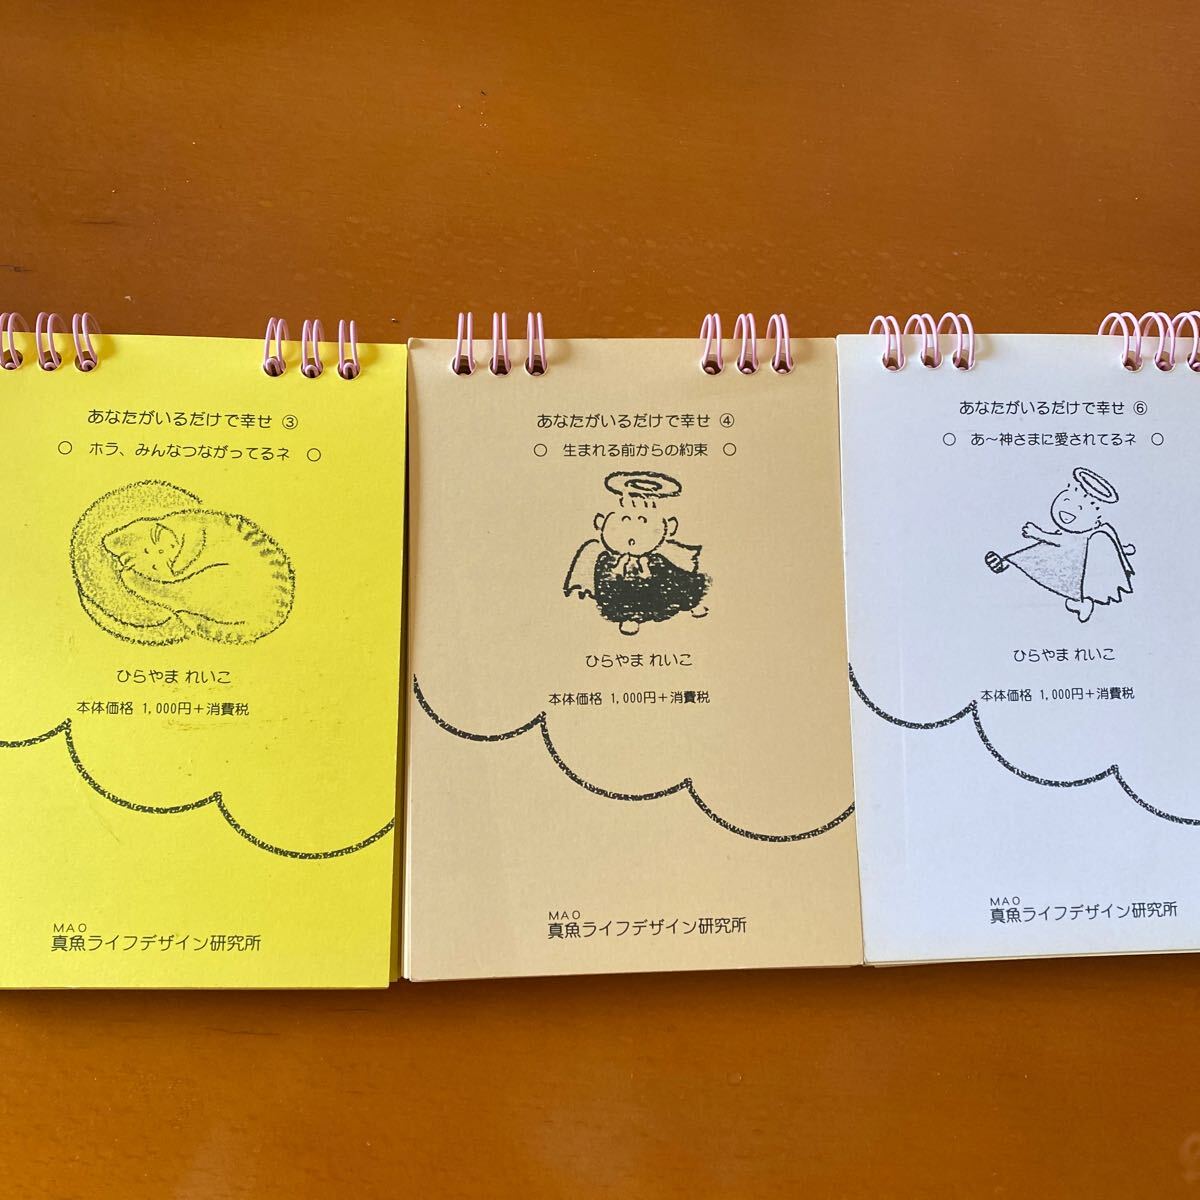 あなたがいるだけで幸せ ③
○ ホラ、みんなつながってるネ ○
ひらやま れいこ
本体価格 1,000円+消費税
MAO
真魚ライフデザイン研究所
あなたがいるだけで幸せ ④
○ 生まれる前からの約束 ○
ひらやま れいこ
本体価格 1,000円+消費税
MAO
真魚ライフデザイン研究所
あなたがいるだけで幸せ ⑥
○ あ〜神さまに愛されてるネ ○
ひらやま れいこ
本体価格 1,000円+消費税
MAO
真魚ライフデザイン研究所